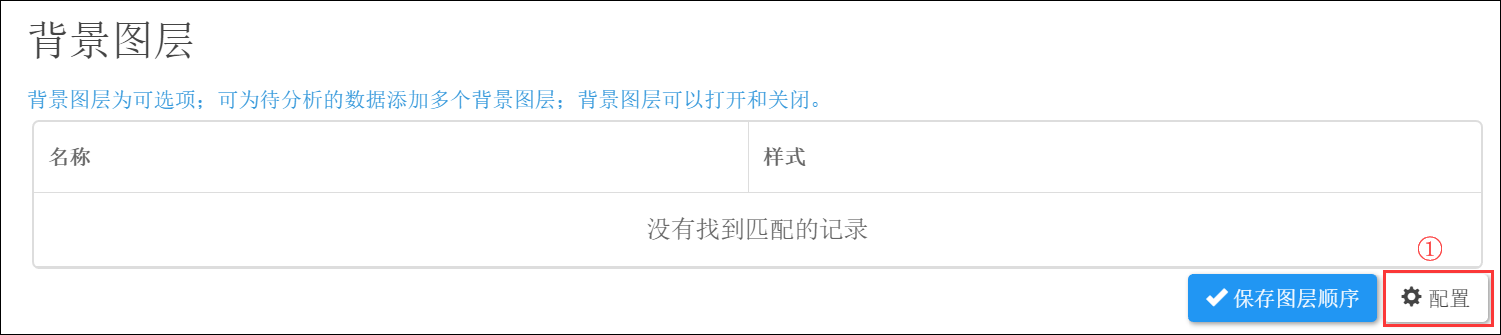 背景图层
背景图层为可选项；可为待分析的数据添加多个背景图层；背景图层可以打开和关闭。
名称 样式
没有找到匹配的记录
①
保存图层顺序 配置